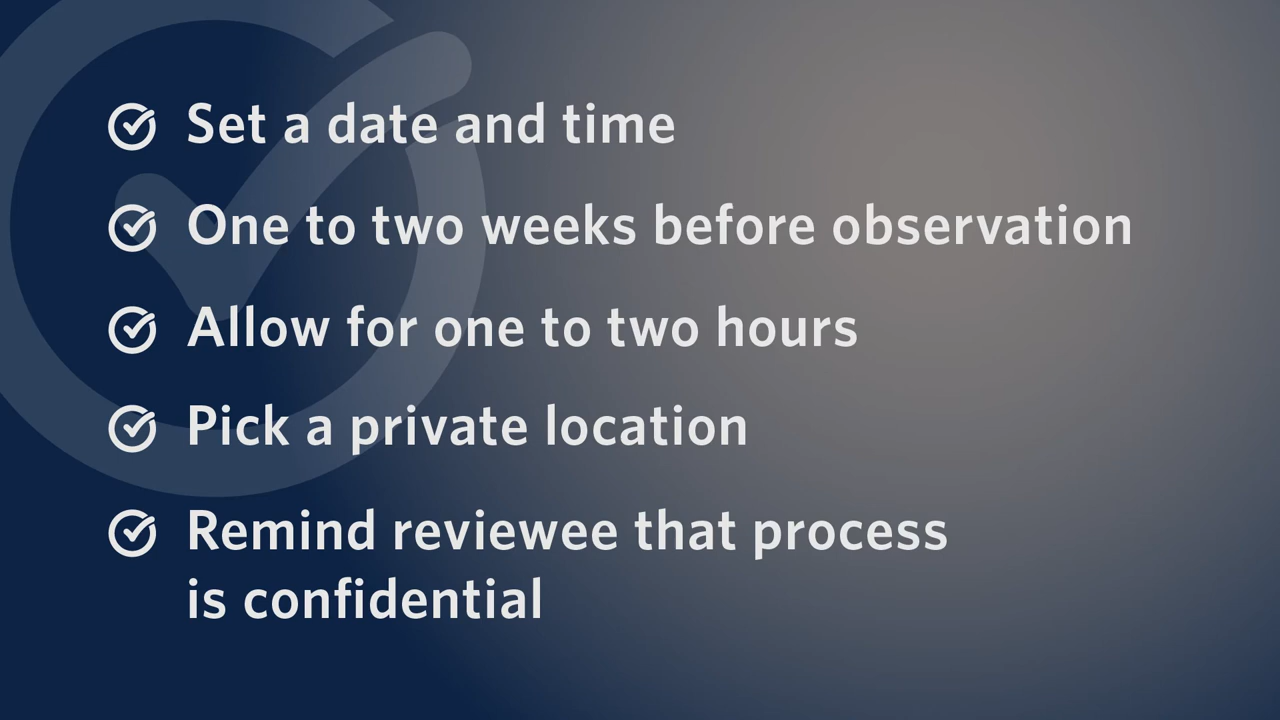 Set a date and time
One to two weeks before observation
Allow for one to two hours
Pick a private location
Remind reviewee that process
is confidential